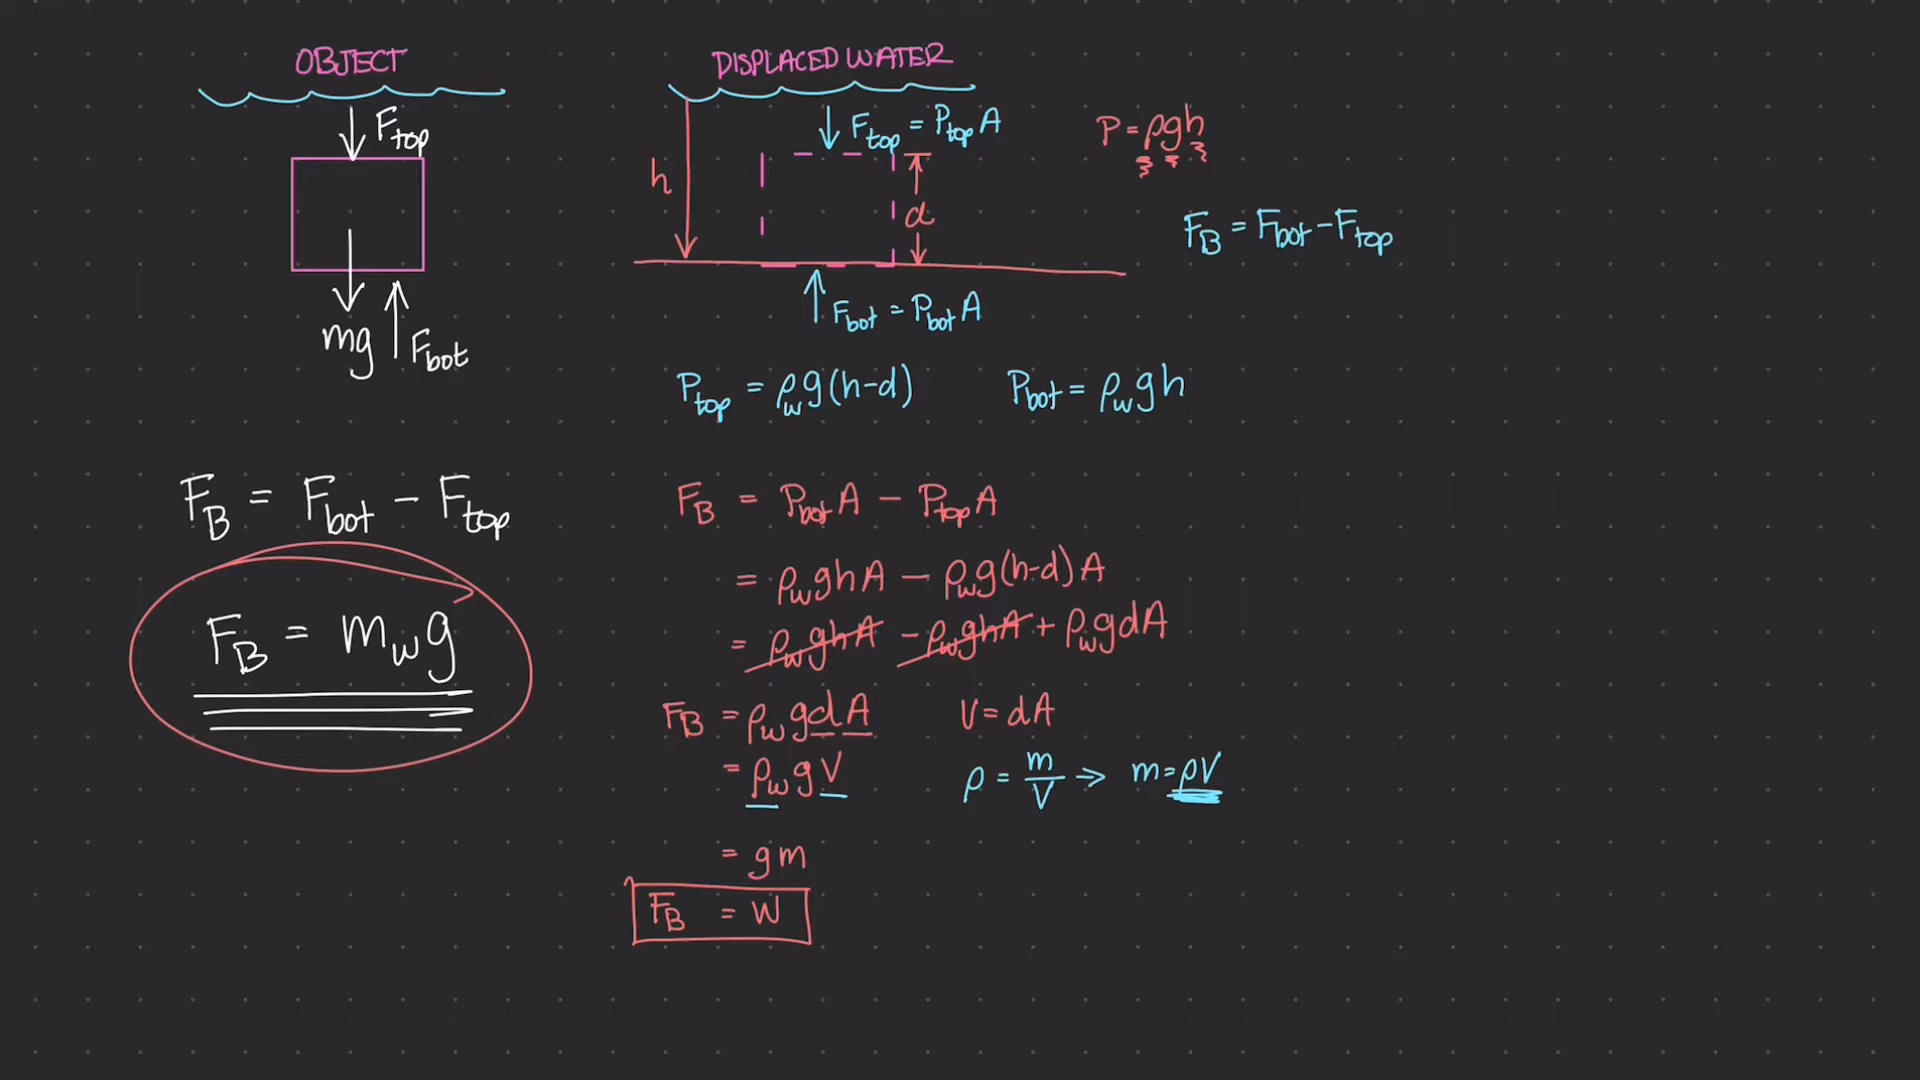 OBJECT
F_top
mg
F_bot
F_B = F_bot - F_top
F_B = m_w g
DISPLACED WATER
F_top = P_top A
h
d
F_bot = P_bot A
P = ρgh
F_B = F_bot - F_top
P_top = ρ_w g(h-d)
P_bot = ρ_w gh
F_B = P_bot A - P_top A
= ρ_w ghA - ρ_w g(h-d)A
= ρ_w ghA - ρ_w ghA + ρ_w gdA
F_B = ρ_w gdA
V = dA
= ρ_w gV
ρ = m/V → m = ρV
= gm
F_B = W